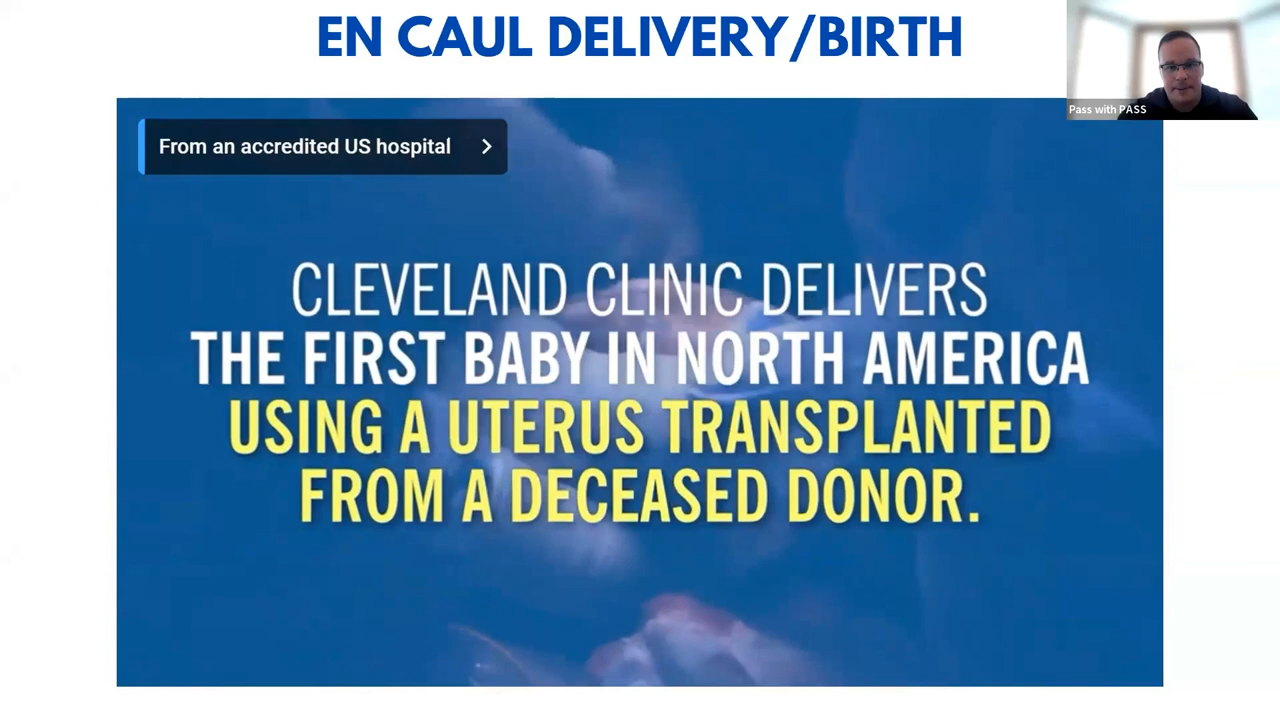 EN CAUL DELIVERY/BIRTH
Pass with PASS
From an accredited US hospital
CLEVELAND CLINIC DELIVERS
THE FIRST BABY IN NORTH AMERICA
USING A UTERUS TRANSPLANTED
FROM A DECEASED DONOR.